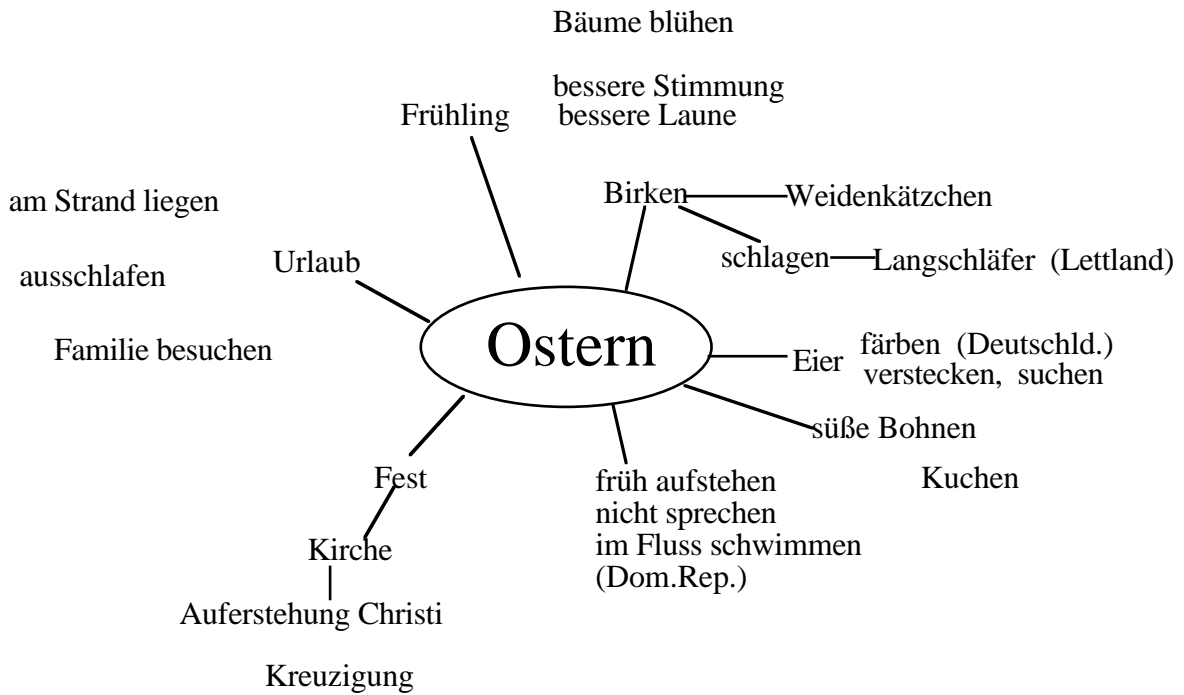 Bäume blühen
bessere Stimmung
Frühling bessere Laune
am Strand liegen
Birken Weidenkätzchen
ausschlafen
Urlaub
schlagen Langschläfer (Lettland)
Familie besuchen
Ostern
Eier färben (Deutschld.)
verstecken, suchen
süße Bohnen
Kuchen
Fest
früh aufstehen
nicht sprechen
im Fluss schwimmen
(Dom.Rep.)
Kirche
Auferstehung Christi
Kreuzigung